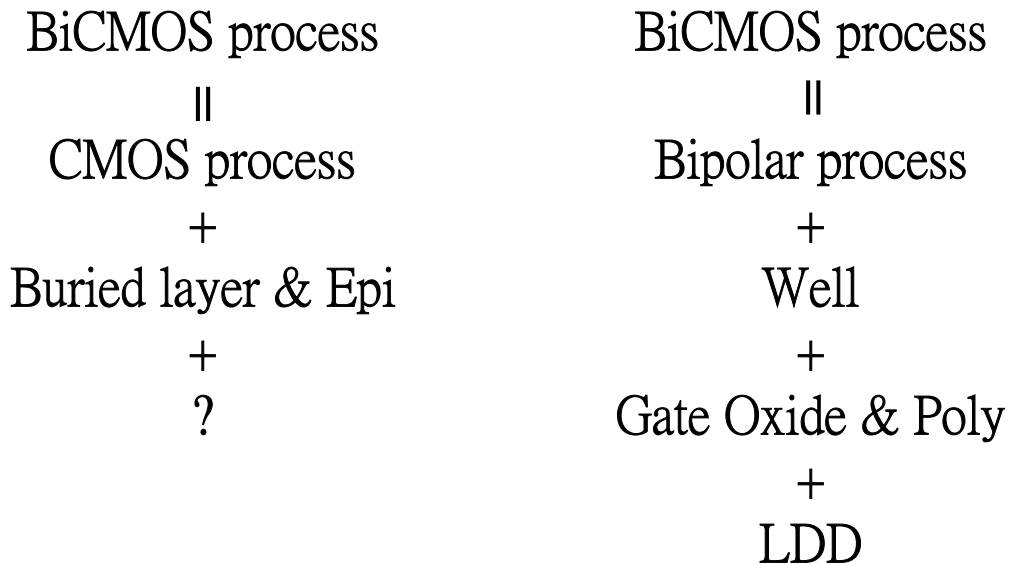 BiCMOS process
||
CMOS process
+
Buried layer & Epi
+
?
BiCMOS process
||
Bipolar process
+
Well
+
Gate Oxide & Poly
+
LDD